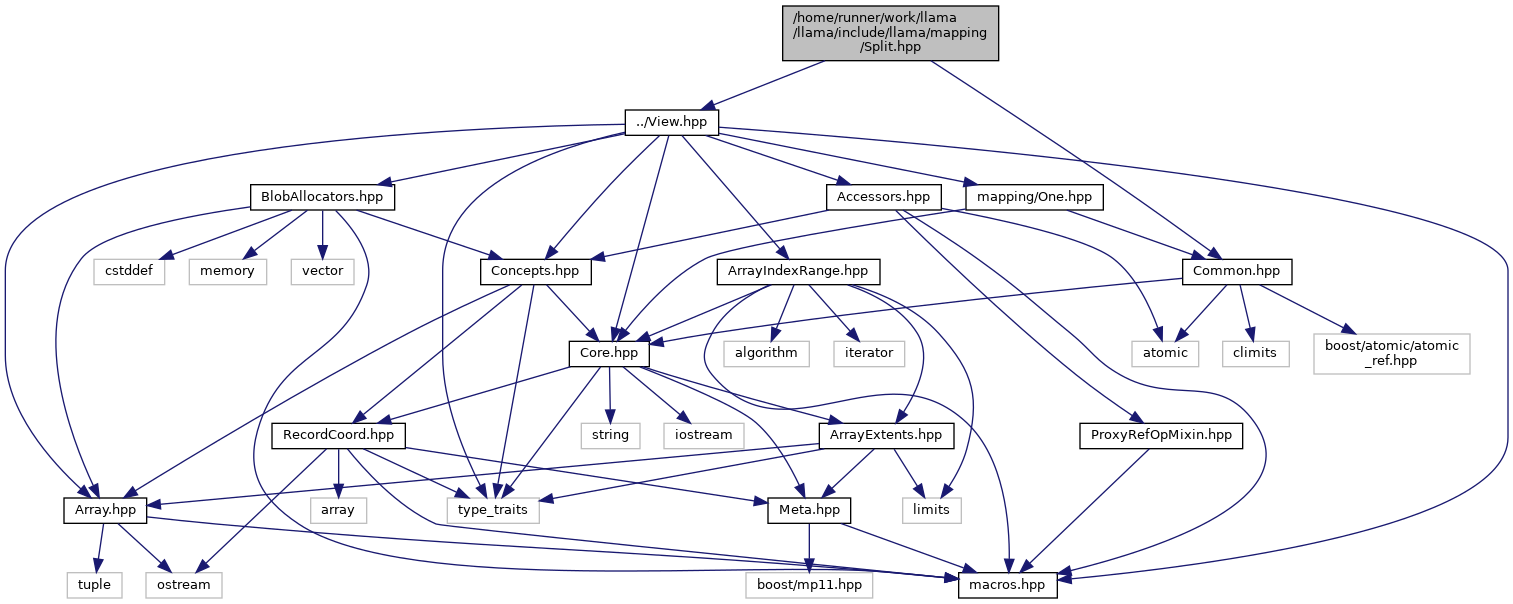 /home/runner/work/llama
/llama/include/llama/mapping
/Split.hpp
../View.hpp
BlobAllocators.hpp
Accessors.hpp
mapping/One.hpp
cstddef
memory
vector
Concepts.hpp
ArrayIndexRange.hpp
Common.hpp
Core.hpp
algorithm
iterator
atomic
climits
boost/atomic/atomic
_ref.hpp
RecordCoord.hpp
string
iostream
ArrayExtents.hpp
ProxyRefOpMixin.hpp
Array.hpp
array
type_traits
Meta.hpp
limits
tuple
ostream
boost/mp11.hpp
macros.hpp